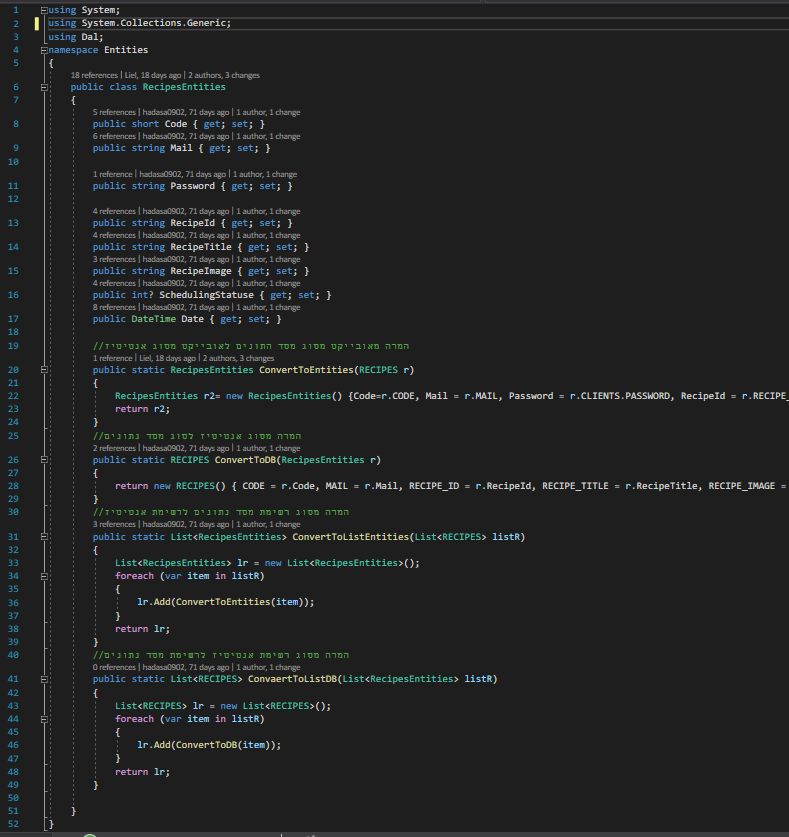 1 using System;
2 using System.Collections.Generic;
3 using Dal;
4 namespace Entities
5 {
18 references | Liel, 18 days ago | 2 authors, 3 changes
6 public class RecipesEntities
7 {
5 references | hadasa0902, 71 days ago | 1 author, 1 change
8 public short Code { get; set; }
6 references | hadasa0902, 71 days ago | 1 author, 1 change
9 public string Mail { get; set; }
10
1 reference | hadasa0902, 71 days ago | 1 author, 1 change
11 public string Password { get; set; }
12
4 references | hadasa0902, 71 days ago | 1 author, 1 change
13 public string RecipeId { get; set; }
4 references | hadasa0902, 71 days ago | 1 author, 1 change
14 public string RecipeTitle { get; set; }
3 references | hadasa0902, 71 days ago | 1 author, 1 change
15 public string RecipeImage { get; set; }
4 references | hadasa0902, 71 days ago | 1 author, 1 change
16 public int? SchedulingStatuse { get; set; }
8 references | hadasa0902, 71 days ago | 1 author, 1 change
17 public DateTime Date { get; set; }
18
19 //המרה מאובייקט מסוג מסד התונים לאובייקט מסוג אנטיטיז
1 reference | Liel, 18 days ago | 2 authors, 3 changes
20 public static RecipesEntities ConvertToEntities(RECIPES r)
21 {
22 RecipesEntities r2= new RecipesEntities() {Code=r.CODE, Mail = r.MAIL, Password = r.CLIENTS.PASSWORD, RecipeId = r.RECIPE_
23 return r2;
24 }
25 //המרה מסוג אנטיטיז לסוג מסד נתונים
2 references | hadasa0902, 71 days ago | 1 author, 1 change
26 public static RECIPES ConvertToDB(RecipesEntities r)
27 {
28 return new RECIPES() { CODE = r.Code, MAIL = r.Mail, RECIPE_ID = r.RecipeId, RECIPE_TITLE = r.RecipeTitle, RECIPE_IMAGE =
29 }
30 //המרה מסוג רשימת מסד נתונים לרשימת אנטיטיז
3 references | hadasa0902, 71 days ago | 1 author, 1 change
31 public static List<RecipesEntities> ConvertToListEntities(List<RECIPES> listR)
32 {
33 List<RecipesEntities> lr = new List<RecipesEntities>();
34 foreach (var item in listR)
35 {
36 lr.Add(ConvertToEntities(item));
37 }
38 return lr;
39 }
40 //המרה מסוג רשימת אנטיטיז לרשימת מסד נתונים
0 references | hadasa0902, 71 days ago | 1 author, 1 change
41 public static List<RECIPES> ConvaertToListDB(List<RecipesEntities> listR)
42 {
43 List<RECIPES> lr = new List<RECIPES>();
44 foreach (var item in listR)
45 {
46 lr.Add(ConvertToDB(item));
47 }
48 return lr;
49 }
50
51 }
52 }